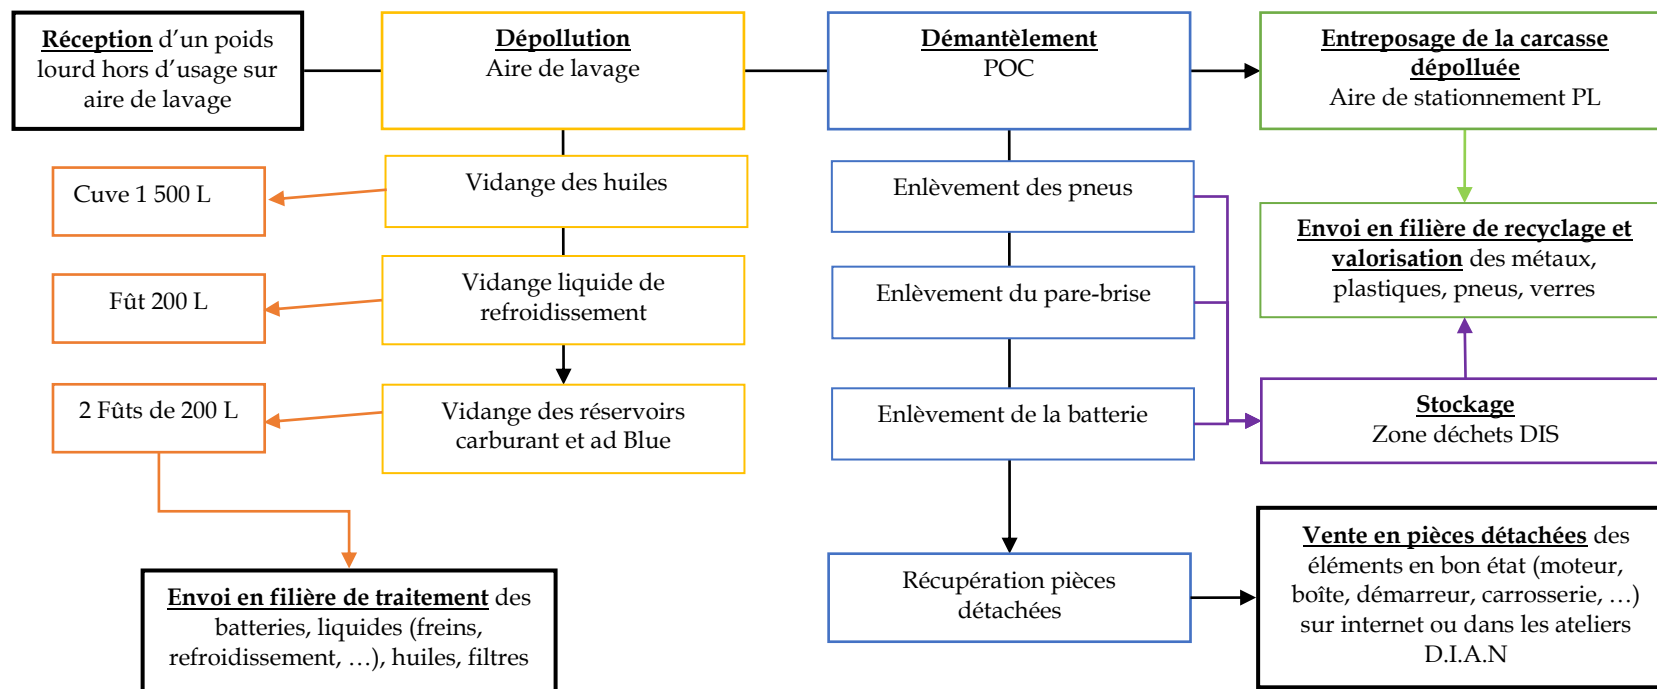 Réception d’un poids
lourd hors d’usage sur
aire de lavage
Dépollution
Aire de lavage
Démantèlement
POC
Entreposage de la carcasse
dépolluée
Aire de stationnement PL
Cuve 1 500 L
Vidange des huiles
Enlèvement des pneus
Envoi en filière de recyclage et
valorisation des métaux,
plastiques, pneus, verres
Fût 200 L
Vidange liquide de
refroidissement
Enlèvement du pare-brise
2 Fûts de 200 L
Vidange des réservoirs
carburant et ad Blue
Enlèvement de la batterie
Stockage
Zone déchets DIS
Envoi en filière de traitement des
batteries, liquides (freins,
refroidissement, …), huiles, filtres
Récupération pièces
détachées
Vente en pièces détachées des
éléments en bon état (moteur,
boîte, démarreur, carrosserie, …)
sur internet ou dans les ateliers
D.I.A.N